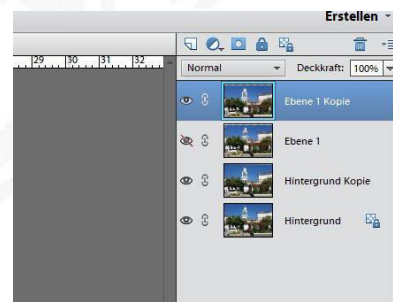 Erstellen
29 30 31 32
Normal Deckkraft: 100%
Ebene 1 Kopie
Ebene 1
Hintergrund Kopie
Hintergrund